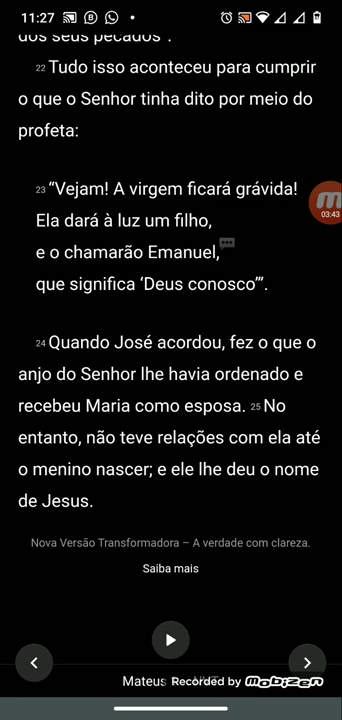 11:27
dos seus pecados”.
22 Tudo isso aconteceu para cumprir
o que o Senhor tinha dito por meio do
profeta:
23 “Vejam! A virgem ficará grávida!
03:43
Ela dará à luz um filho,
e o chamarão Emanuel,
que significa ‘Deus conosco’”.
24 Quando José acordou, fez o que o
anjo do Senhor lhe havia ordenado e
recebeu Maria como esposa. 25 No
entanto, não teve relações com ela até
o menino nascer; e ele lhe deu o nome
de Jesus.
Nova Versão Transformadora – A verdade com clareza.
Saiba mais
Mateus
Recorded by mobizen